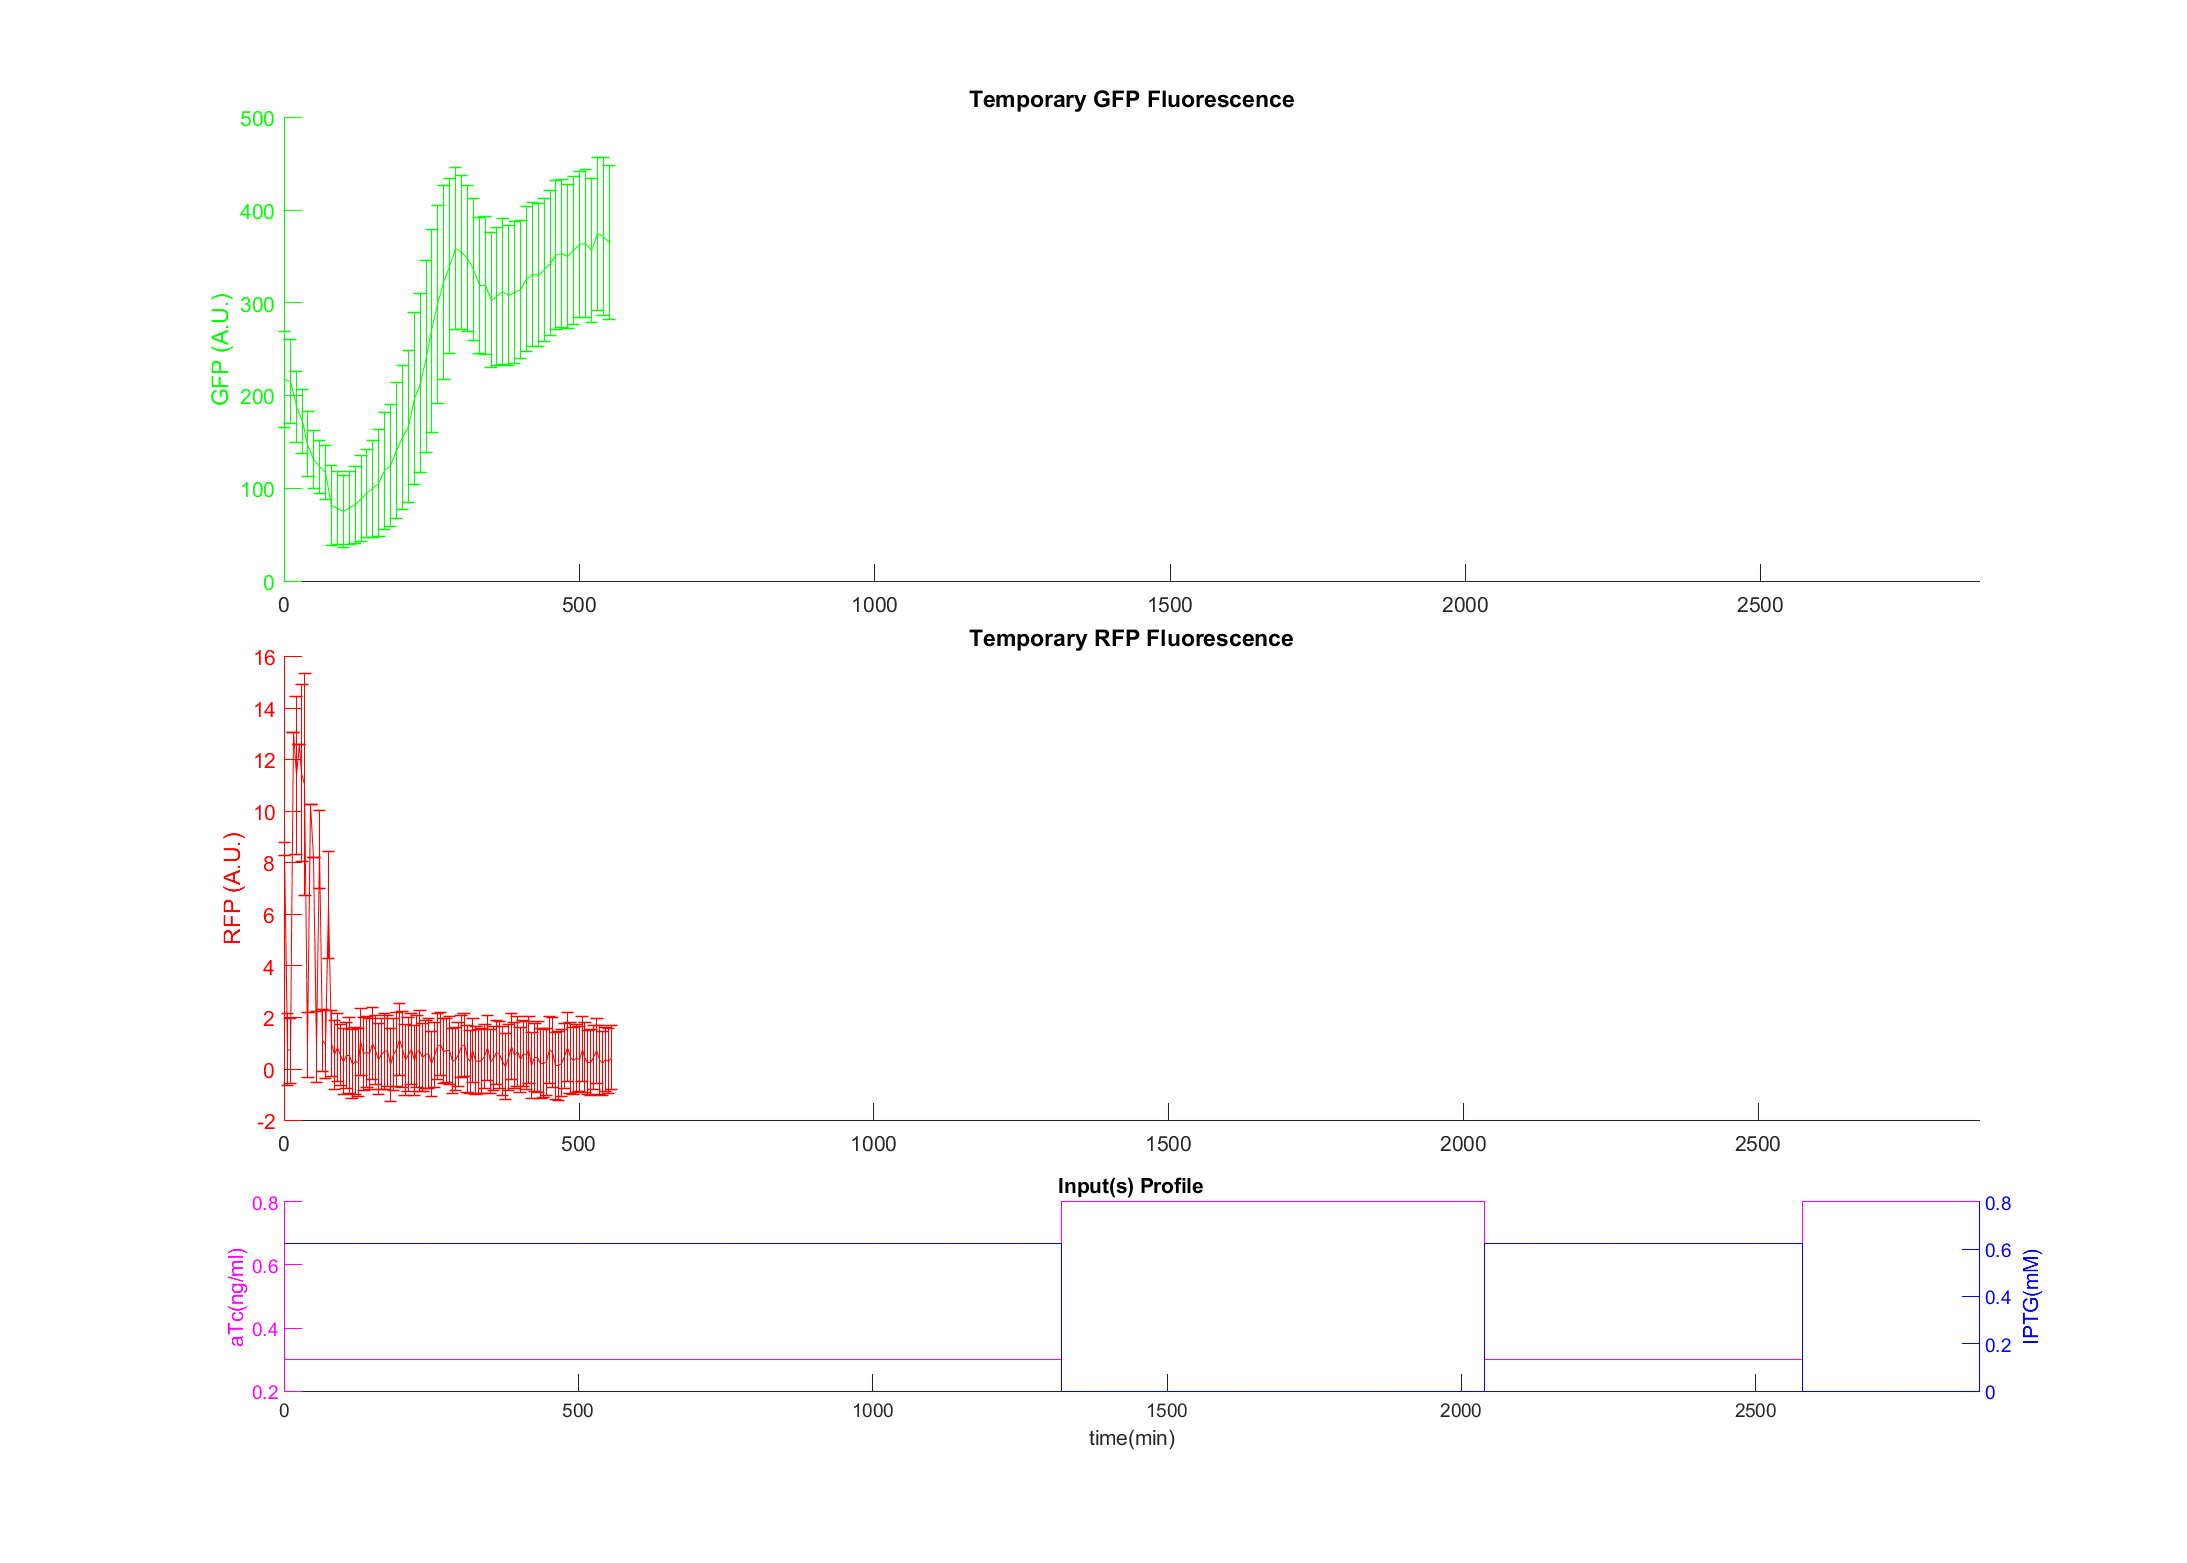 Temporary GFP Fluorescence
500
400
300
200
100
0
GFP (A.U.)
0 500 1000 1500 2000 2500
Temporary RFP Fluorescence
16
14
12
10
8
6
4
2
0
-2
RFP (A.U.)
0 500 1000 1500 2000 2500
Input(s) Profile
0.8
0.6
0.4
0.2
aTc(ng/ml)
0.8
0.6
0.4
0.2
0
IPTG(mM)
0 500 1000 1500 2000 2500
time(min)